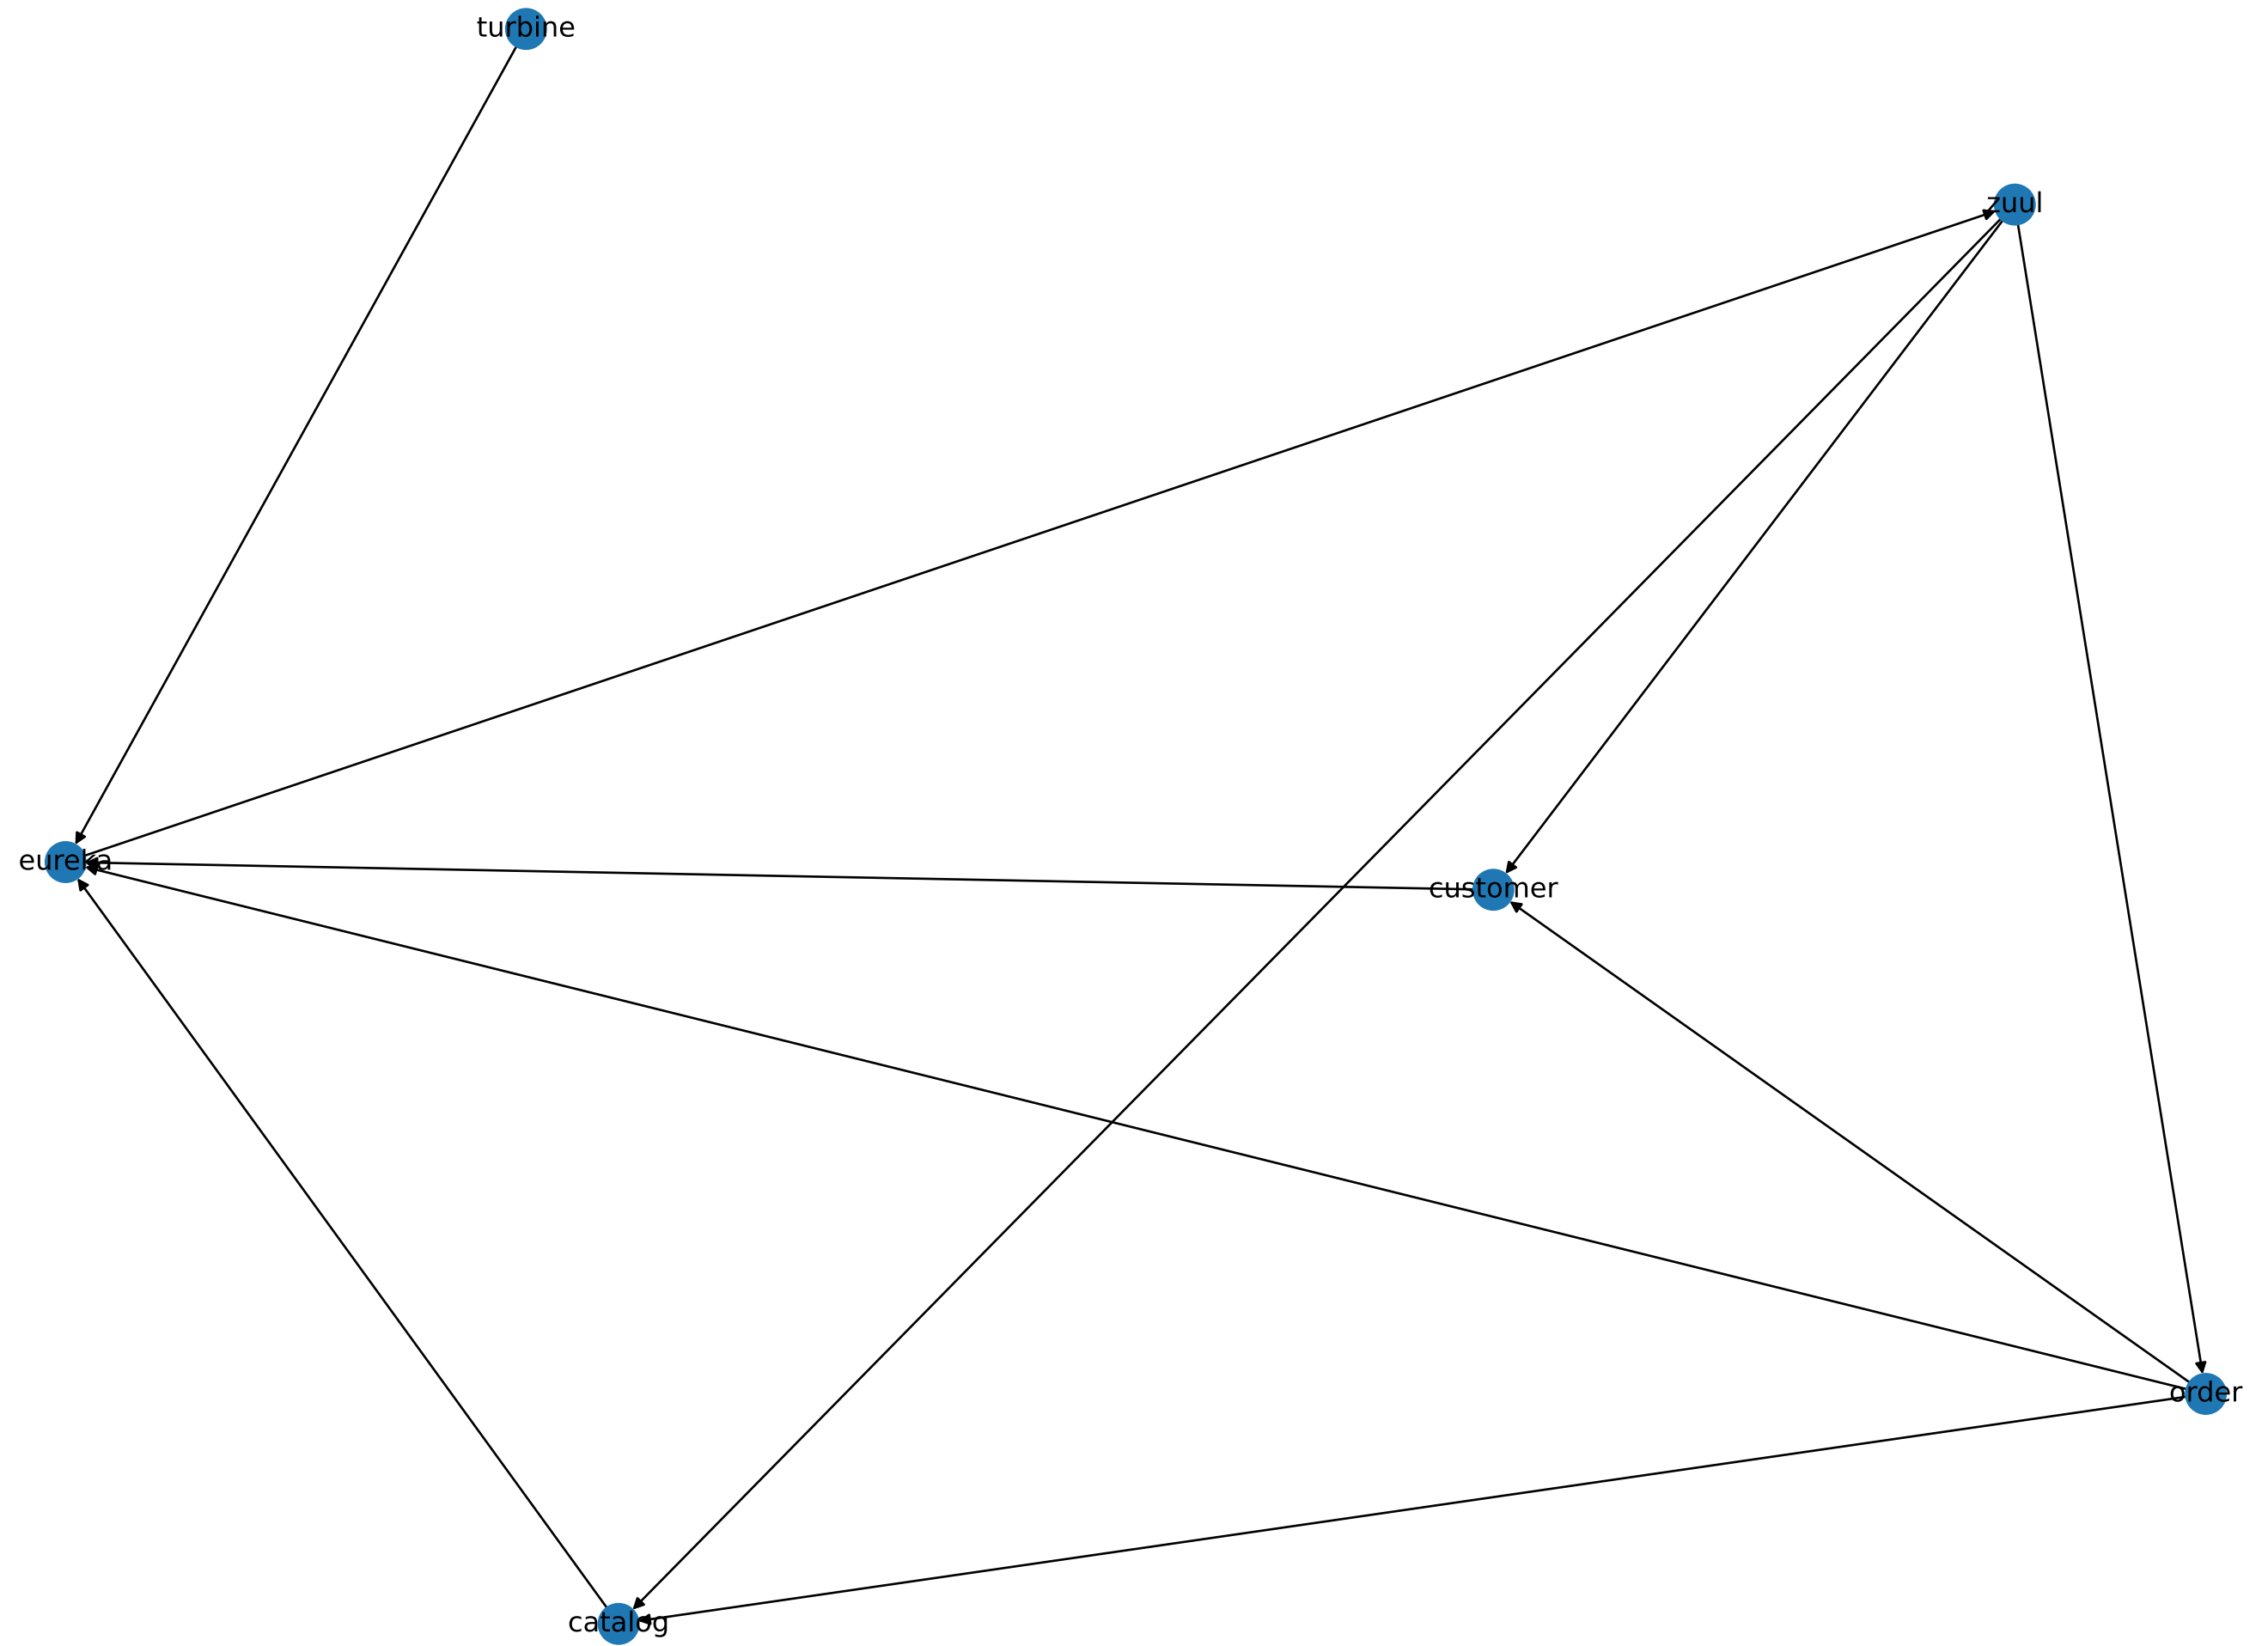 turbine
zuul
eureka
customer
order
catalog